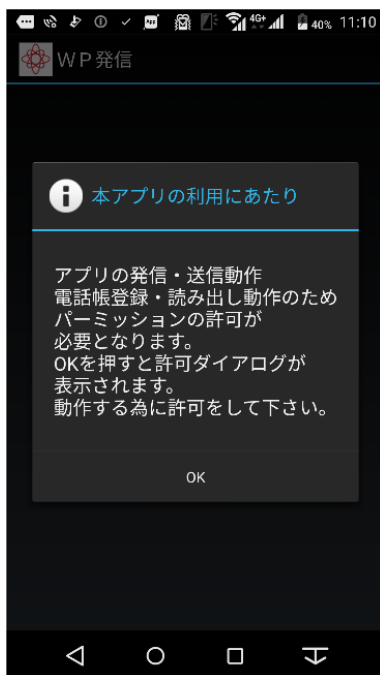 4G+ 40% 11:10
WP発信
本アプリの利用にあたり
アプリの発信・送信動作
電話帳登録・読み出し動作のため
パーミッションの許可が
必要となります。
OKを押すと許可ダイアログが
表示されます。
動作する為に許可をして下さい。
OK